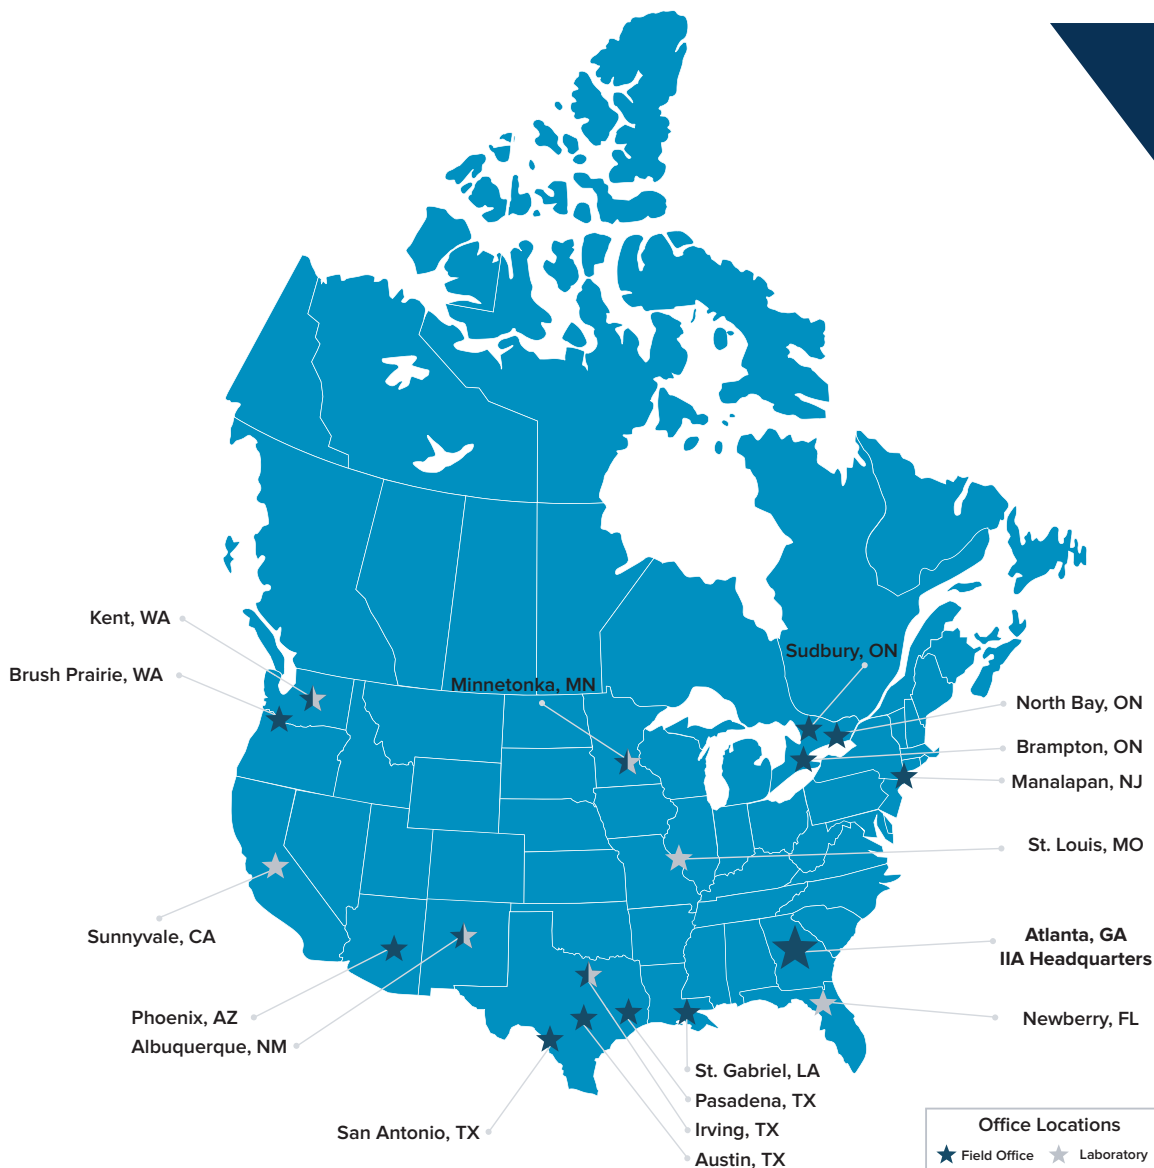 Kent, WA
Sudbury, ON
Brush Prairie, WA
Minnetonka, MN
North Bay, ON
Brampton, ON
Manalapan, NJ
St. Louis, MO
Sunnyvale, CA
Atlanta, GA
IIA Headquarters
Phoenix, AZ
Newberry, FL
Albuquerque, NM
St. Gabriel, LA
Pasadena, TX
San Antonio, TX
Irving, TX
Austin, TX
Office Locations
Field Office
Laboratory